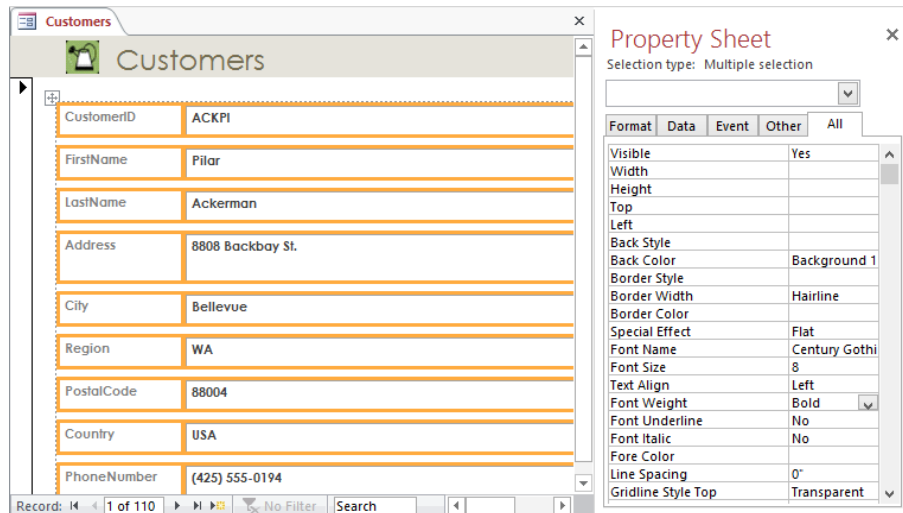 Customers
Customers
CustomerID ACKPI
FirstName Pilar
LastName Ackerman
Address 8808 Backbay St.
City Bellevue
Region WA
PostalCode 88004
Country USA
PhoneNumber (425) 555-0194
Record: 1 of 110 No Filter Search
Property Sheet
Selection type: Multiple selection
Format Data Event Other All
Visible Yes
Width
Height
Top
Left
Back Style
Back Color Background 1
Border Style
Border Width Hairline
Border Color
Special Effect Flat
Font Name Century Gothi
Font Size 8
Text Align Left
Font Weight Bold
Font Underline No
Font Italic No
Fore Color
Line Spacing 0"
Gridline Style Top Transparent